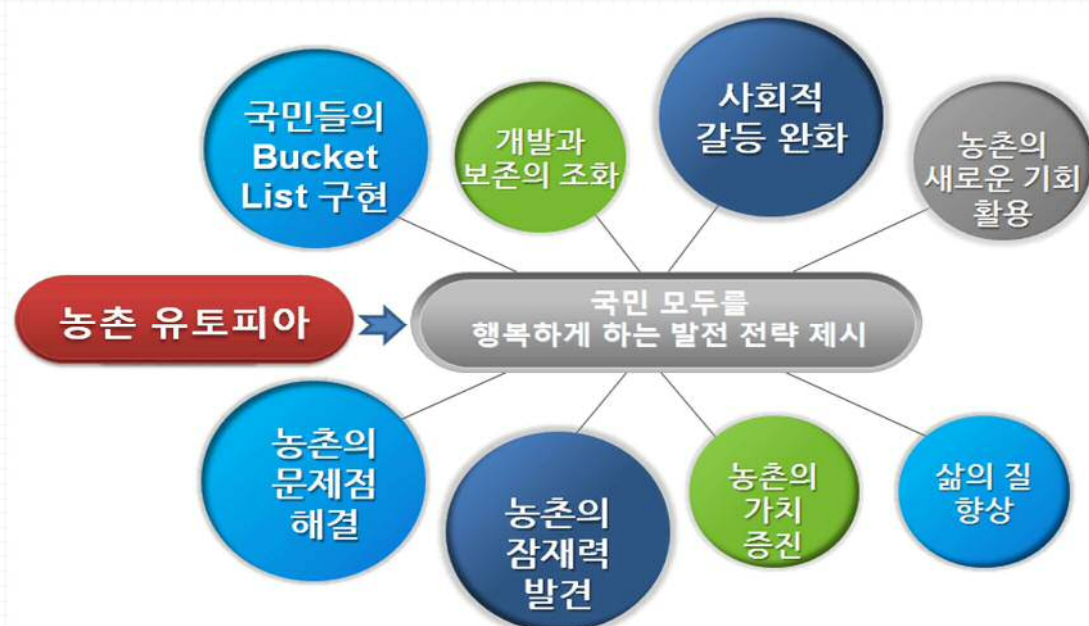 국민들의
Bucket
List 구현
개발과
보존의 조화
사회적
갈등 완화
농촌의
새로운 기회
활용
농촌 유토피아
국민 모두를
행복하게 하는 발전 전략 제시
농촌의
문제점
해결
농촌의
잠재력
발견
농촌의
가치
증진
삶의 질
향상